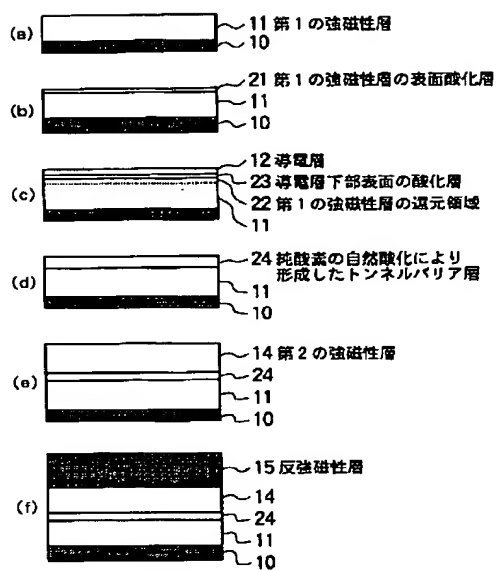 (a)
11 第1の強磁性層
10
(b)
21 第1の強磁性層の表面酸化層
11
10
(c)
12 導電層
23 導電層下部表面の酸化層
22 第1の強磁性層の還元領域
11
(d)
24 純酸素の自然酸化により
形成したトンネルバリア層
11
10
(e)
14 第2の強磁性層
24
11
10
(f)
15 反強磁性層
14
24
11
10